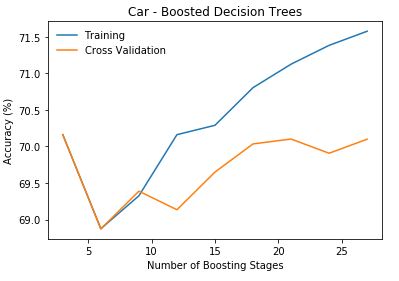 Car - Boosted Decision Trees
Training
Cross Validation
71.5
71.0
70.5
70.0
69.5
69.0
Accuracy (%)
5 10 15 20 25
Number of Boosting Stages